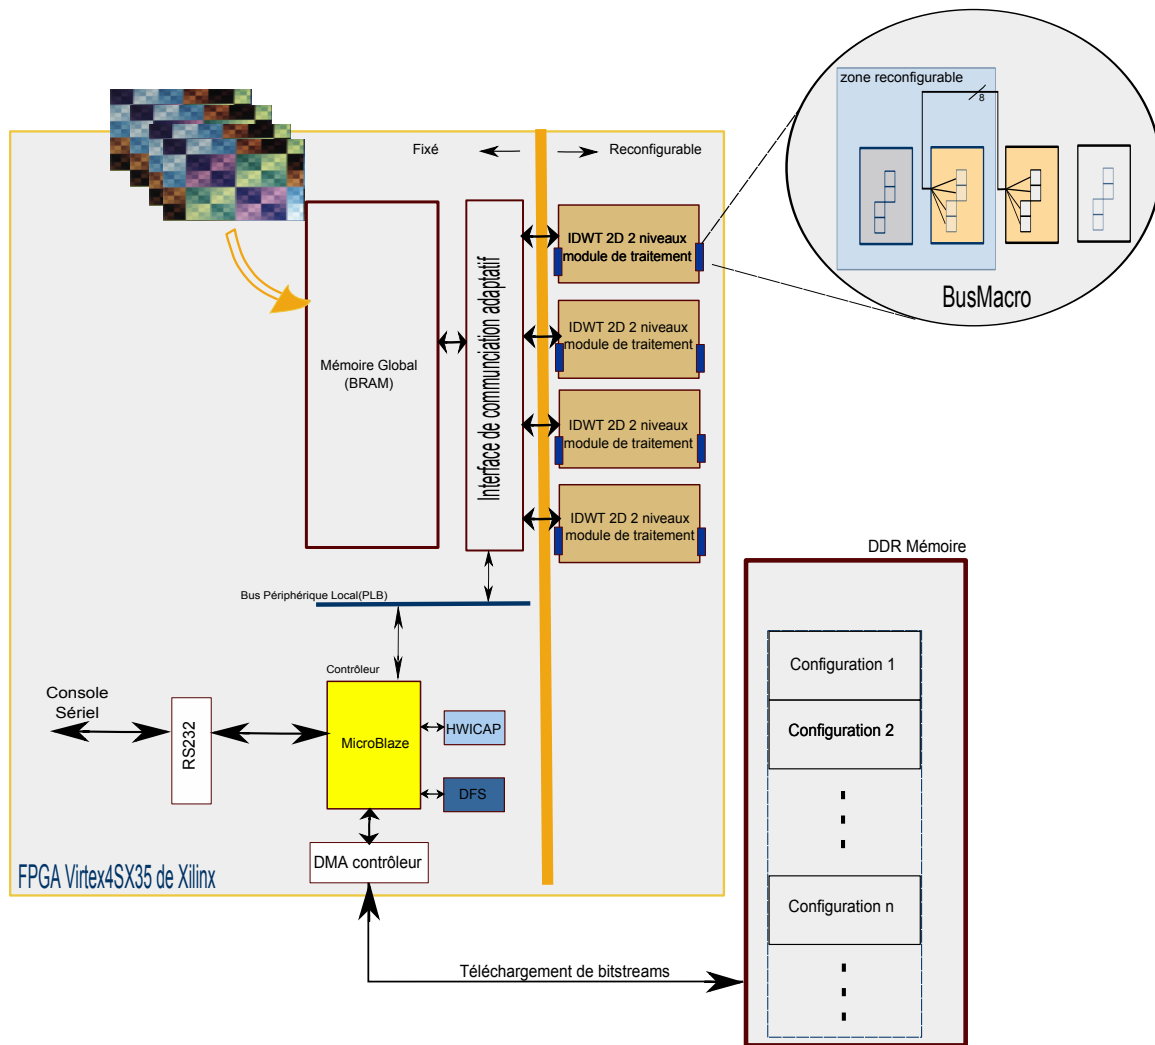 zone reconfigurable
8
BusMacro
Fixé
Reconfigurable
IDWT 2D 2 niveaux
module de traitement
IDWT 2D 2 niveaux
module de traitement
IDWT 2D 2 niveaux
module de traitement
IDWT 2D 2 niveaux
module de traitement
Mémoire Global
(BRAM)
Interface de communciation adaptatif
Bus Périphérique Local(PLB)
Contrôleur
MicroBlaze
HWICAP
DFS
Console
Sériel
RS232
DMA contrôleur
FPGA Virtex4SX35 de Xilinx
Téléchargement de bitstreams
DDR Mémoire
Configuration 1
Configuration 2
Configuration n